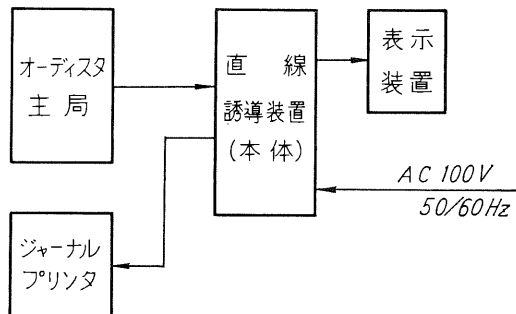 オーディスタ
主局
直線
誘導装置
(本体)
表示
装置
AC 100V
50/60Hz
ジャーナル
プリンタ